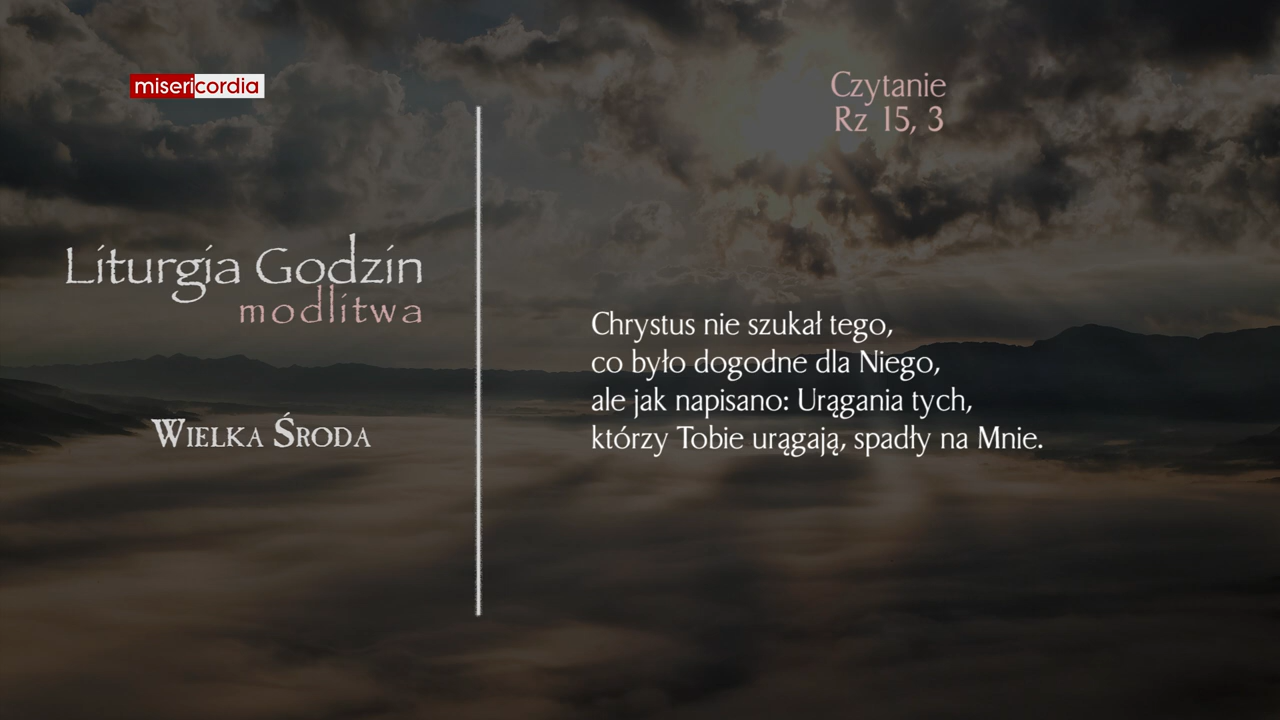 misericordia
Liturgia Godzin
modlitwa
Wielka Środa
Czytanie
Rz 15, 3
Chrystus nie szukał tego,
co było dogodne dla Niego,
ale jak napisano: Urągania tych,
którzy Tobie urągają, spadły na Mnie.